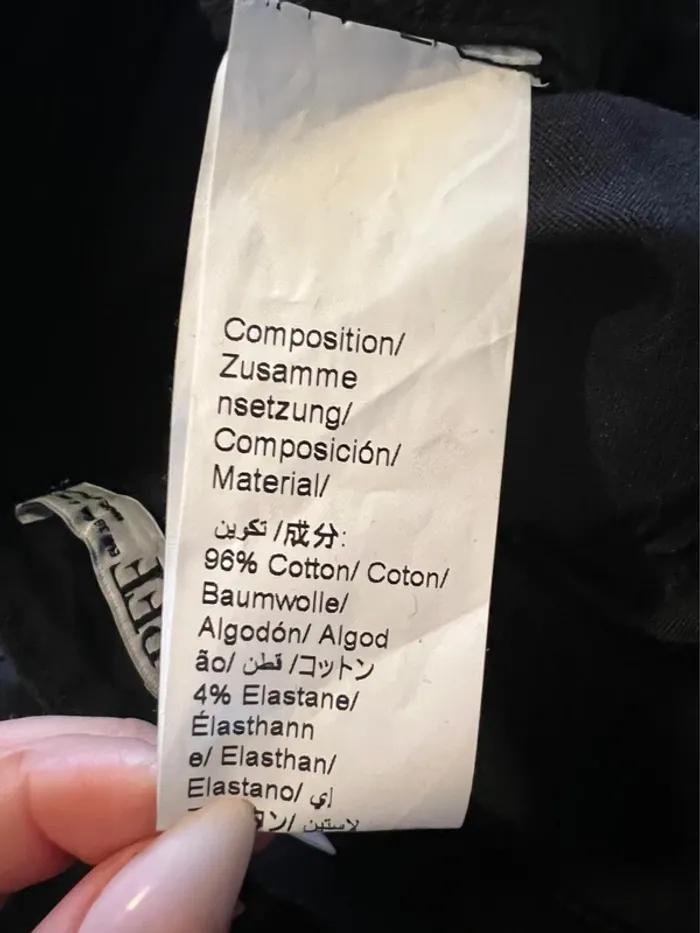 Composition/
Zusamme
nsetzung/
Composición/
Material/
تكوين /成分:
96% Cotton/ Coton/
Baumwolle/
Algodón/ Algod
ão/ قطن /コットン
4% Elastane/
Élasthann
e/ Elasthan/
Elastano/ إي
ン/ لاستين